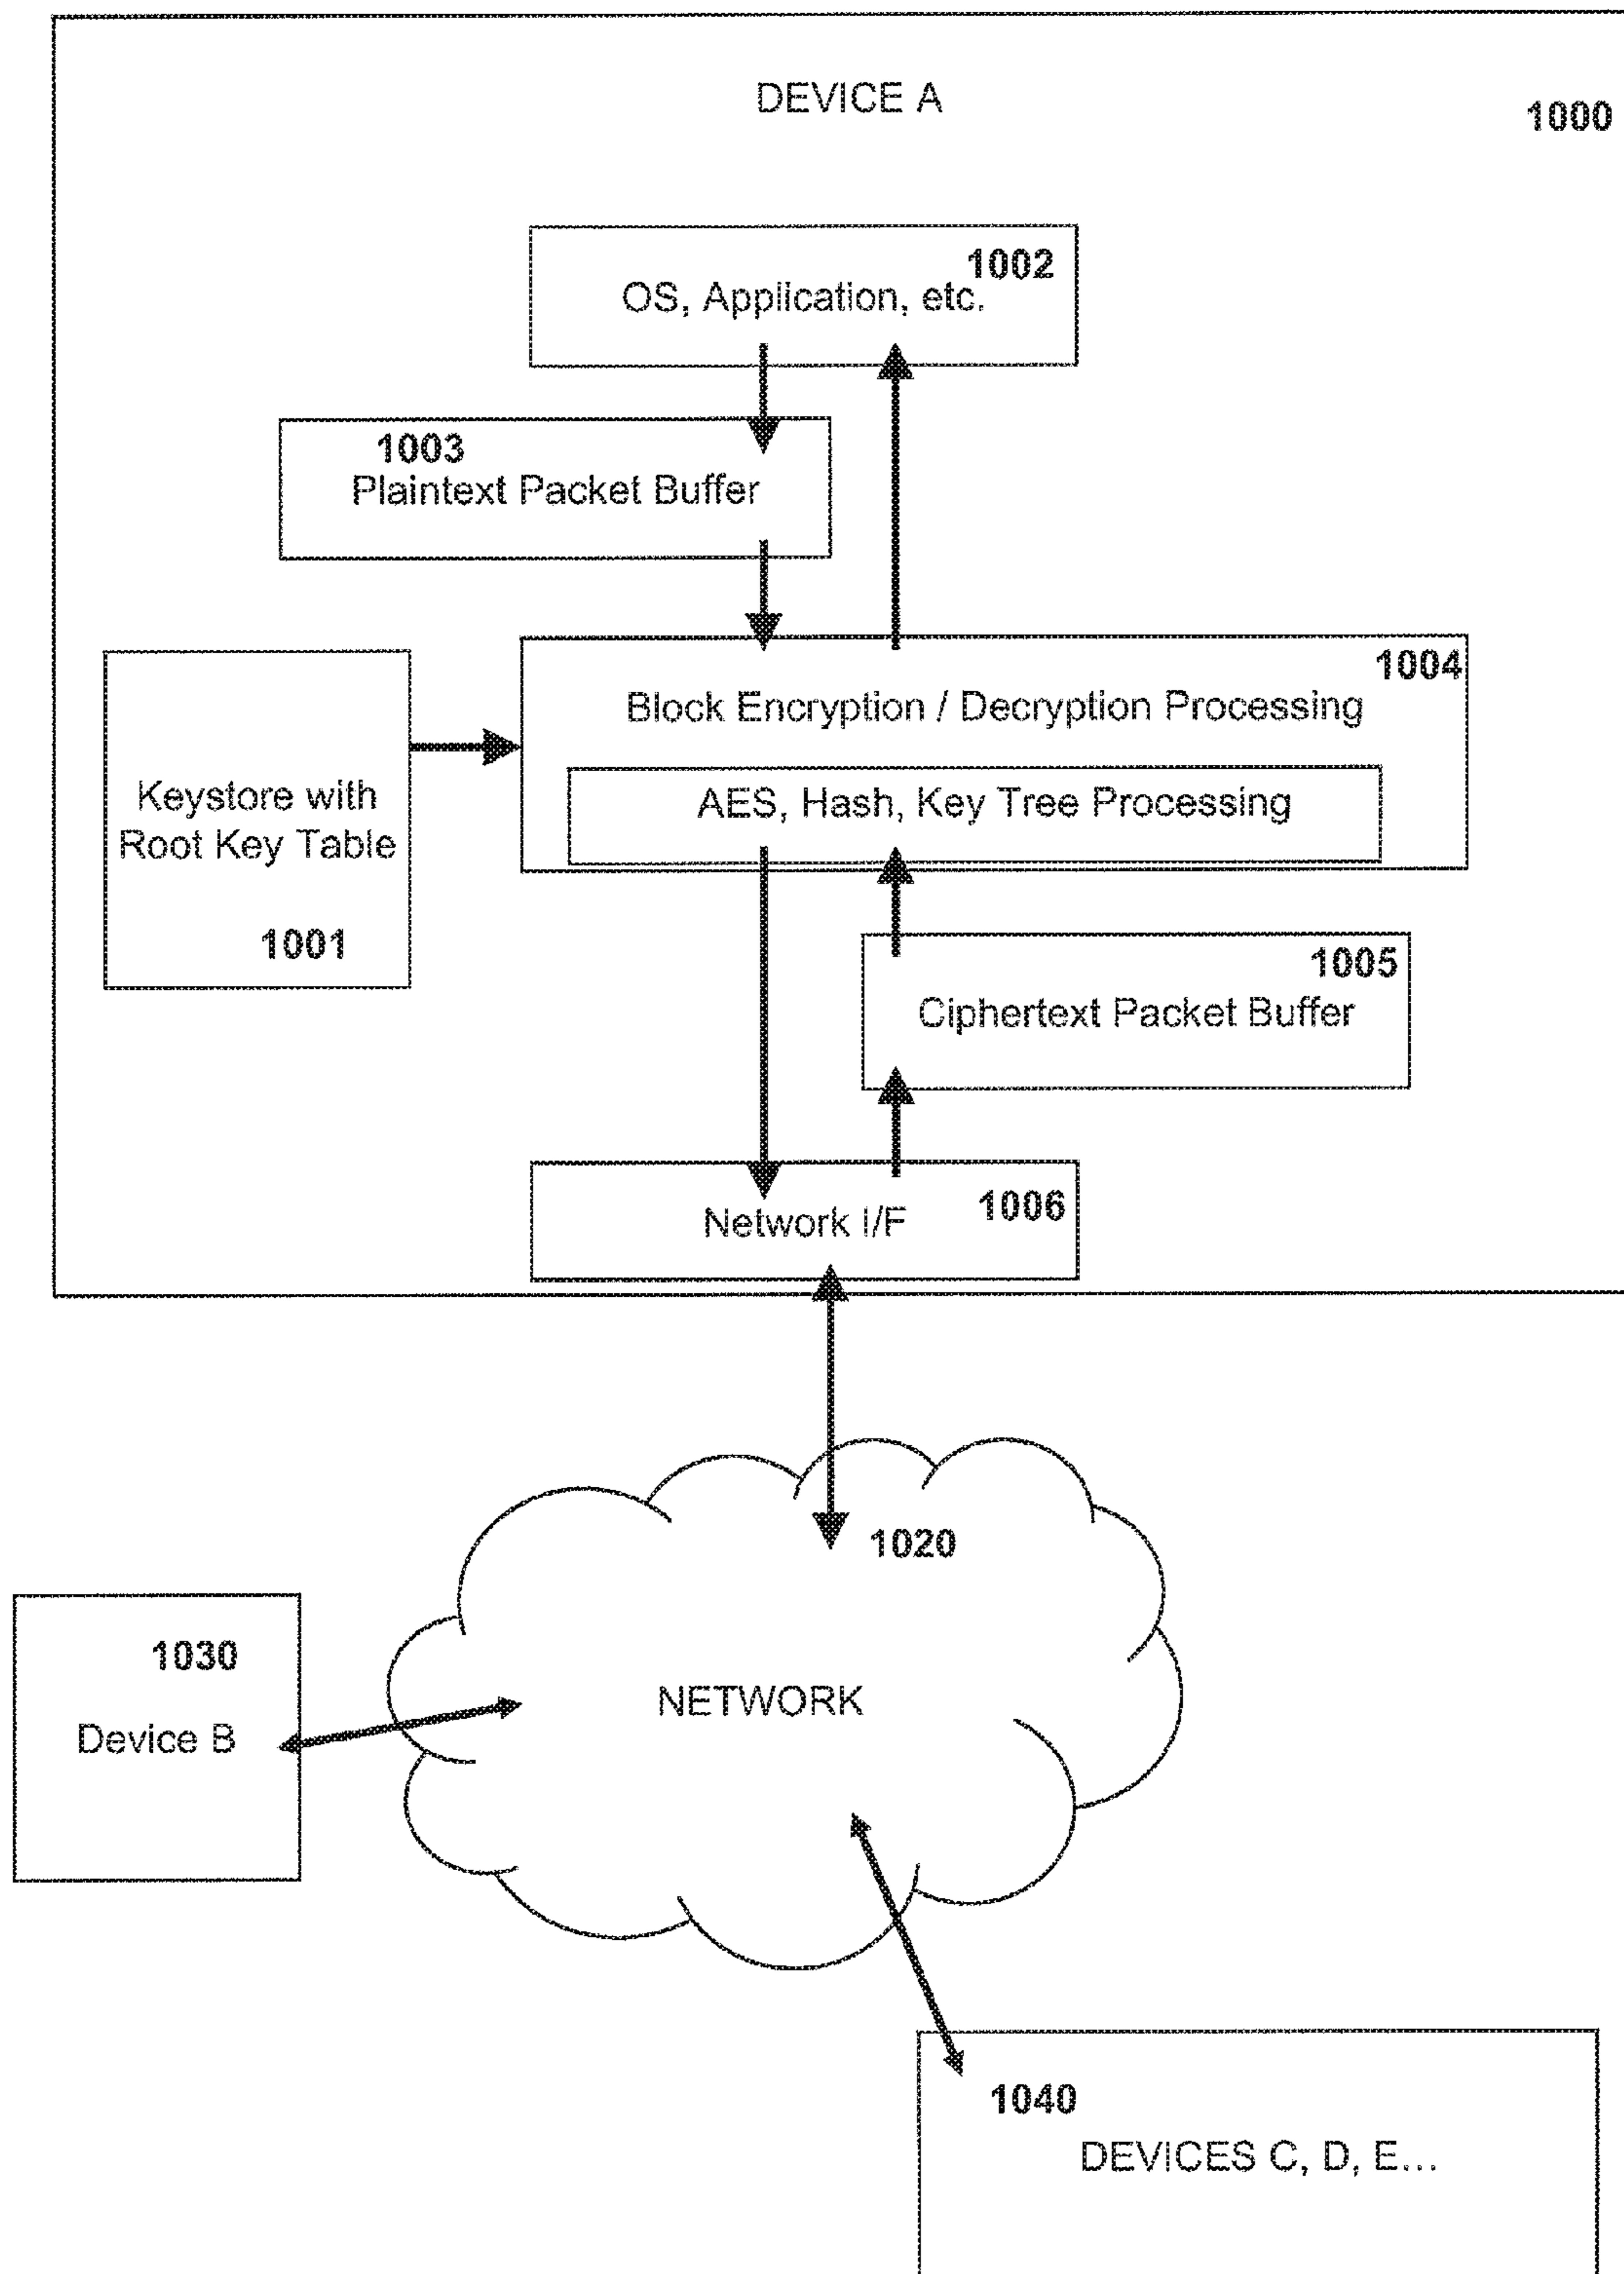 DEVICE A
1000
1002
OS, Application, etc.
1003
Plaintext Packet Buffer
1004
Block Encryption / Decryption Processing
AES, Hash, Key Tree Processing
Keystore with
Root Key Table
1001
1005
Ciphertext Packet Buffer
1006
Network I/F
1020
NETWORK
1030
Device B
1040
DEVICES C, D, E...